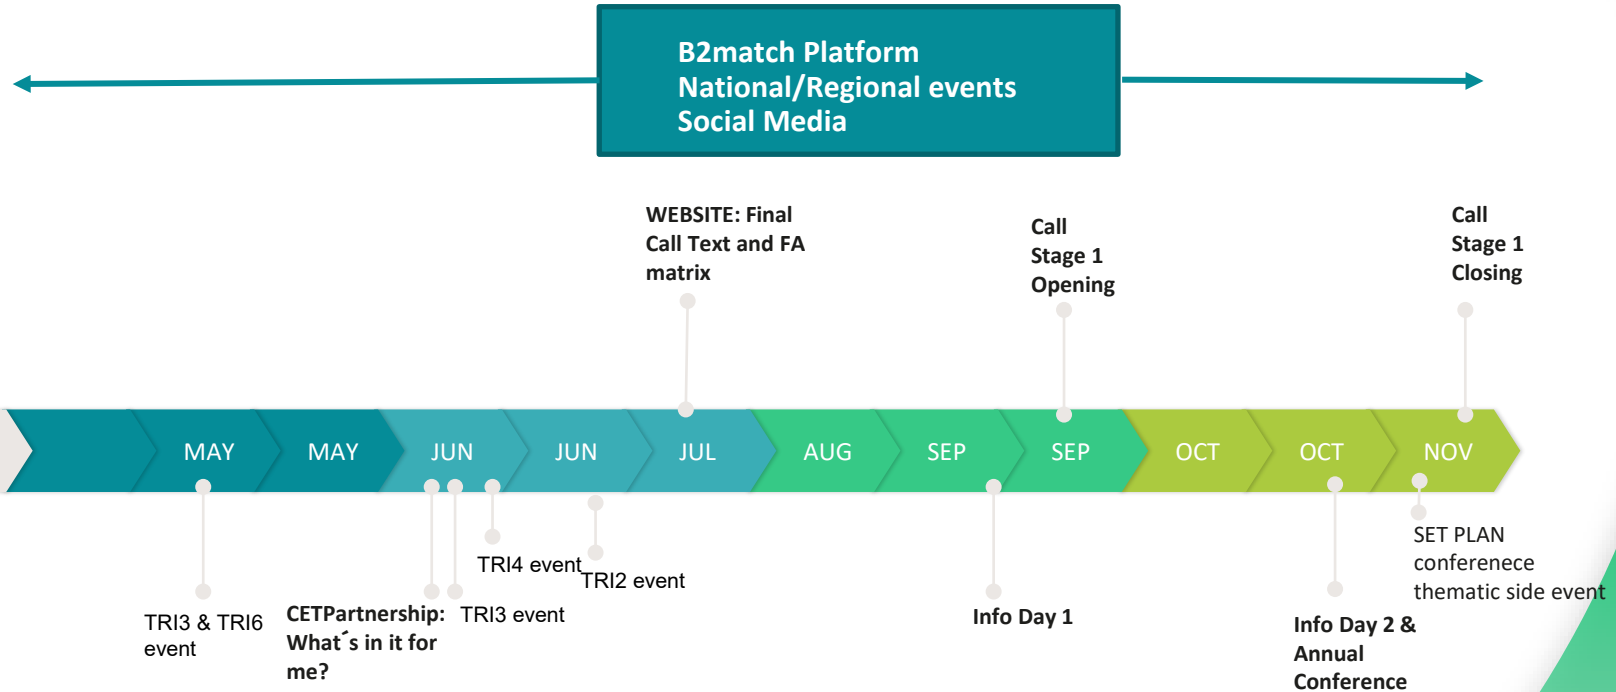 B2match Platform
National/Regional events
Social Media
WEBSITE: Final
Call Text and FA
matrix
Call
Stage 1
Opening
Call
Stage 1
Closing
MAY
MAY
JUN
JUN
JUL
AUG
SEP
SEP
OCT
OCT
NOV
TRI3 & TRI6
event
CETPartnership:
What´s in it for
me?
TRI3 event
TRI4 event
TRI2 event
Info Day 1
Info Day 2 &
Annual
Conference
SET PLAN
conferenece
thematic side event